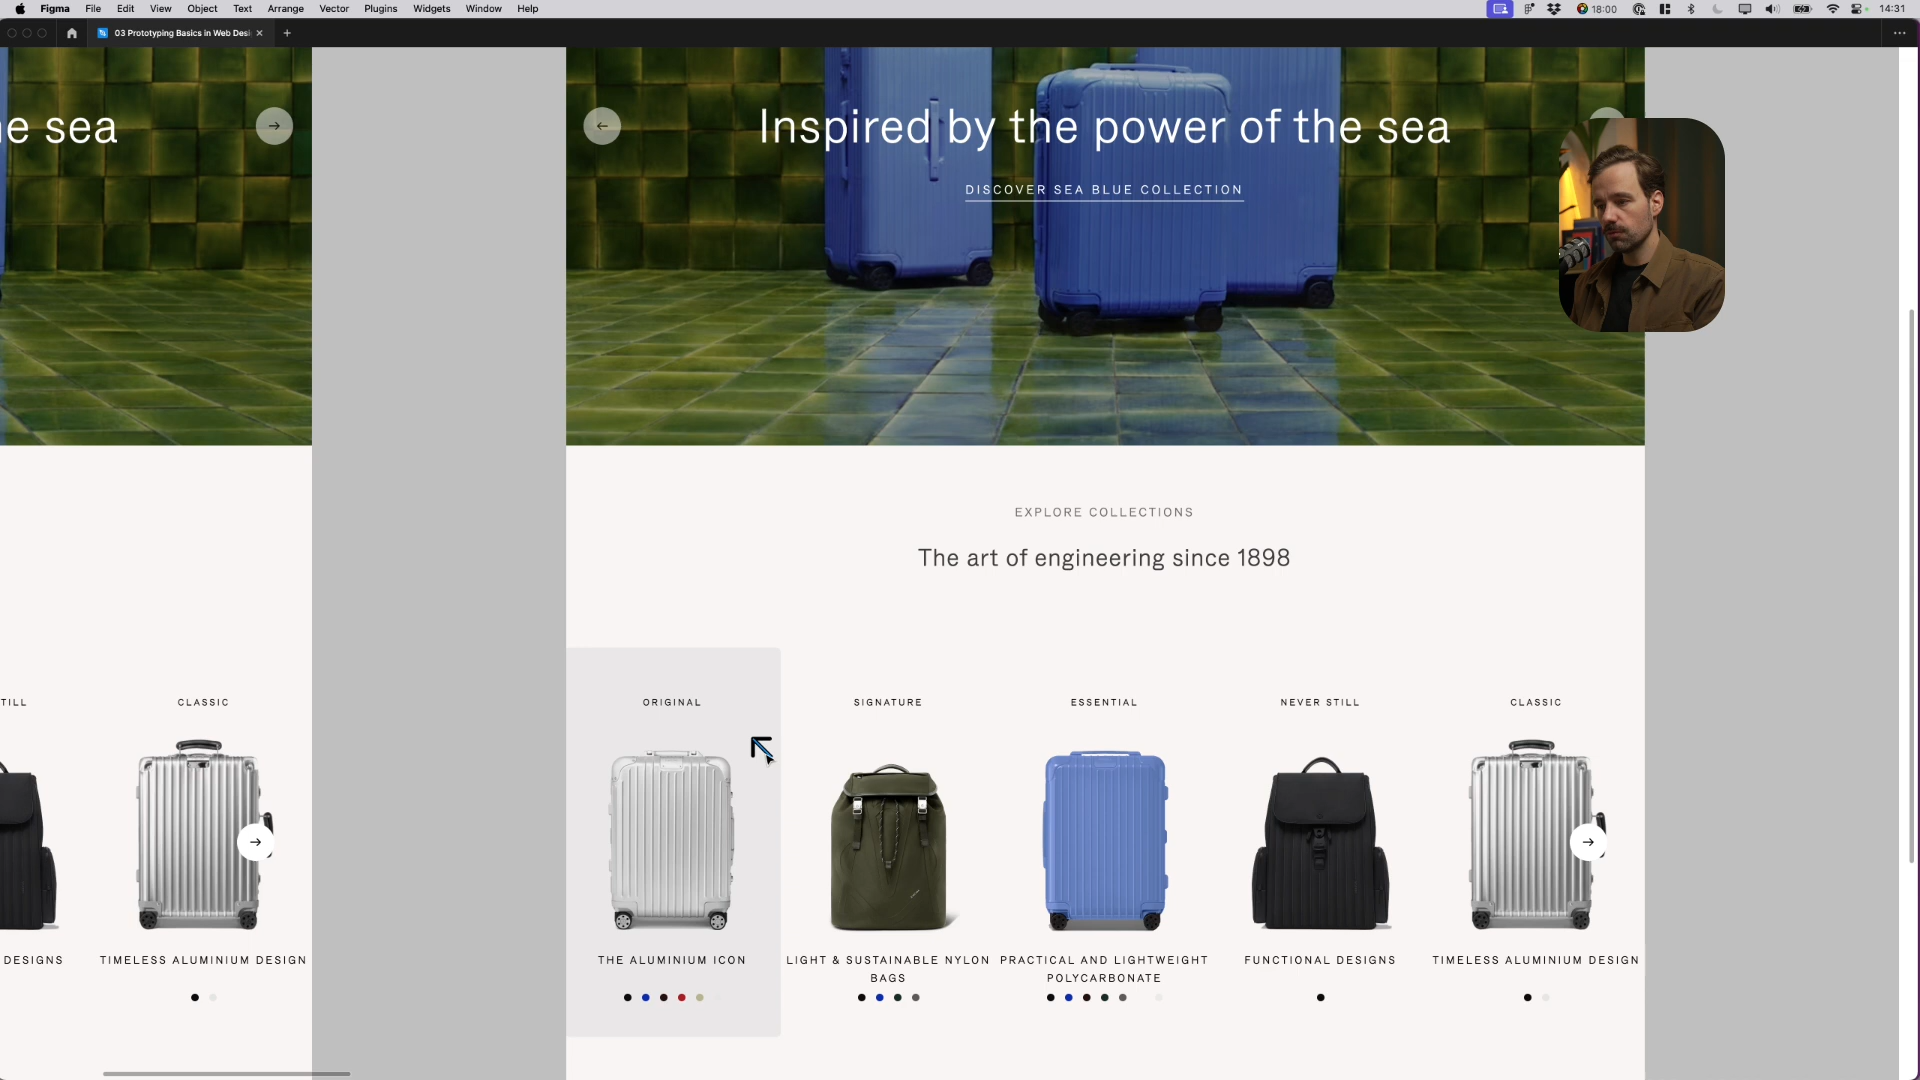 Figma File Edit View Object Text Arrange Vector Plugins Widgets Window Help 18:00 14:31
03 Prototyping Basics in Web Desi
e sea
Inspired by the power of the sea
DISCOVER SEA BLUE COLLECTION
EXPLORE COLLECTIONS
The art of engineering since 1898
TILL CLASSIC ORIGINAL SIGNATURE ESSENTIAL NEVER STILL CLASSIC
DESIGNS TIMELESS ALUMINIUM DESIGN THE ALUMINIUM ICON LIGHT & SUSTAINABLE NYLON PRACTICAL AND LIGHTWEIGHT FUNCTIONAL DESIGNS TIMELESS ALUMINIUM DESIGN
BAGS POLYCARBONATE